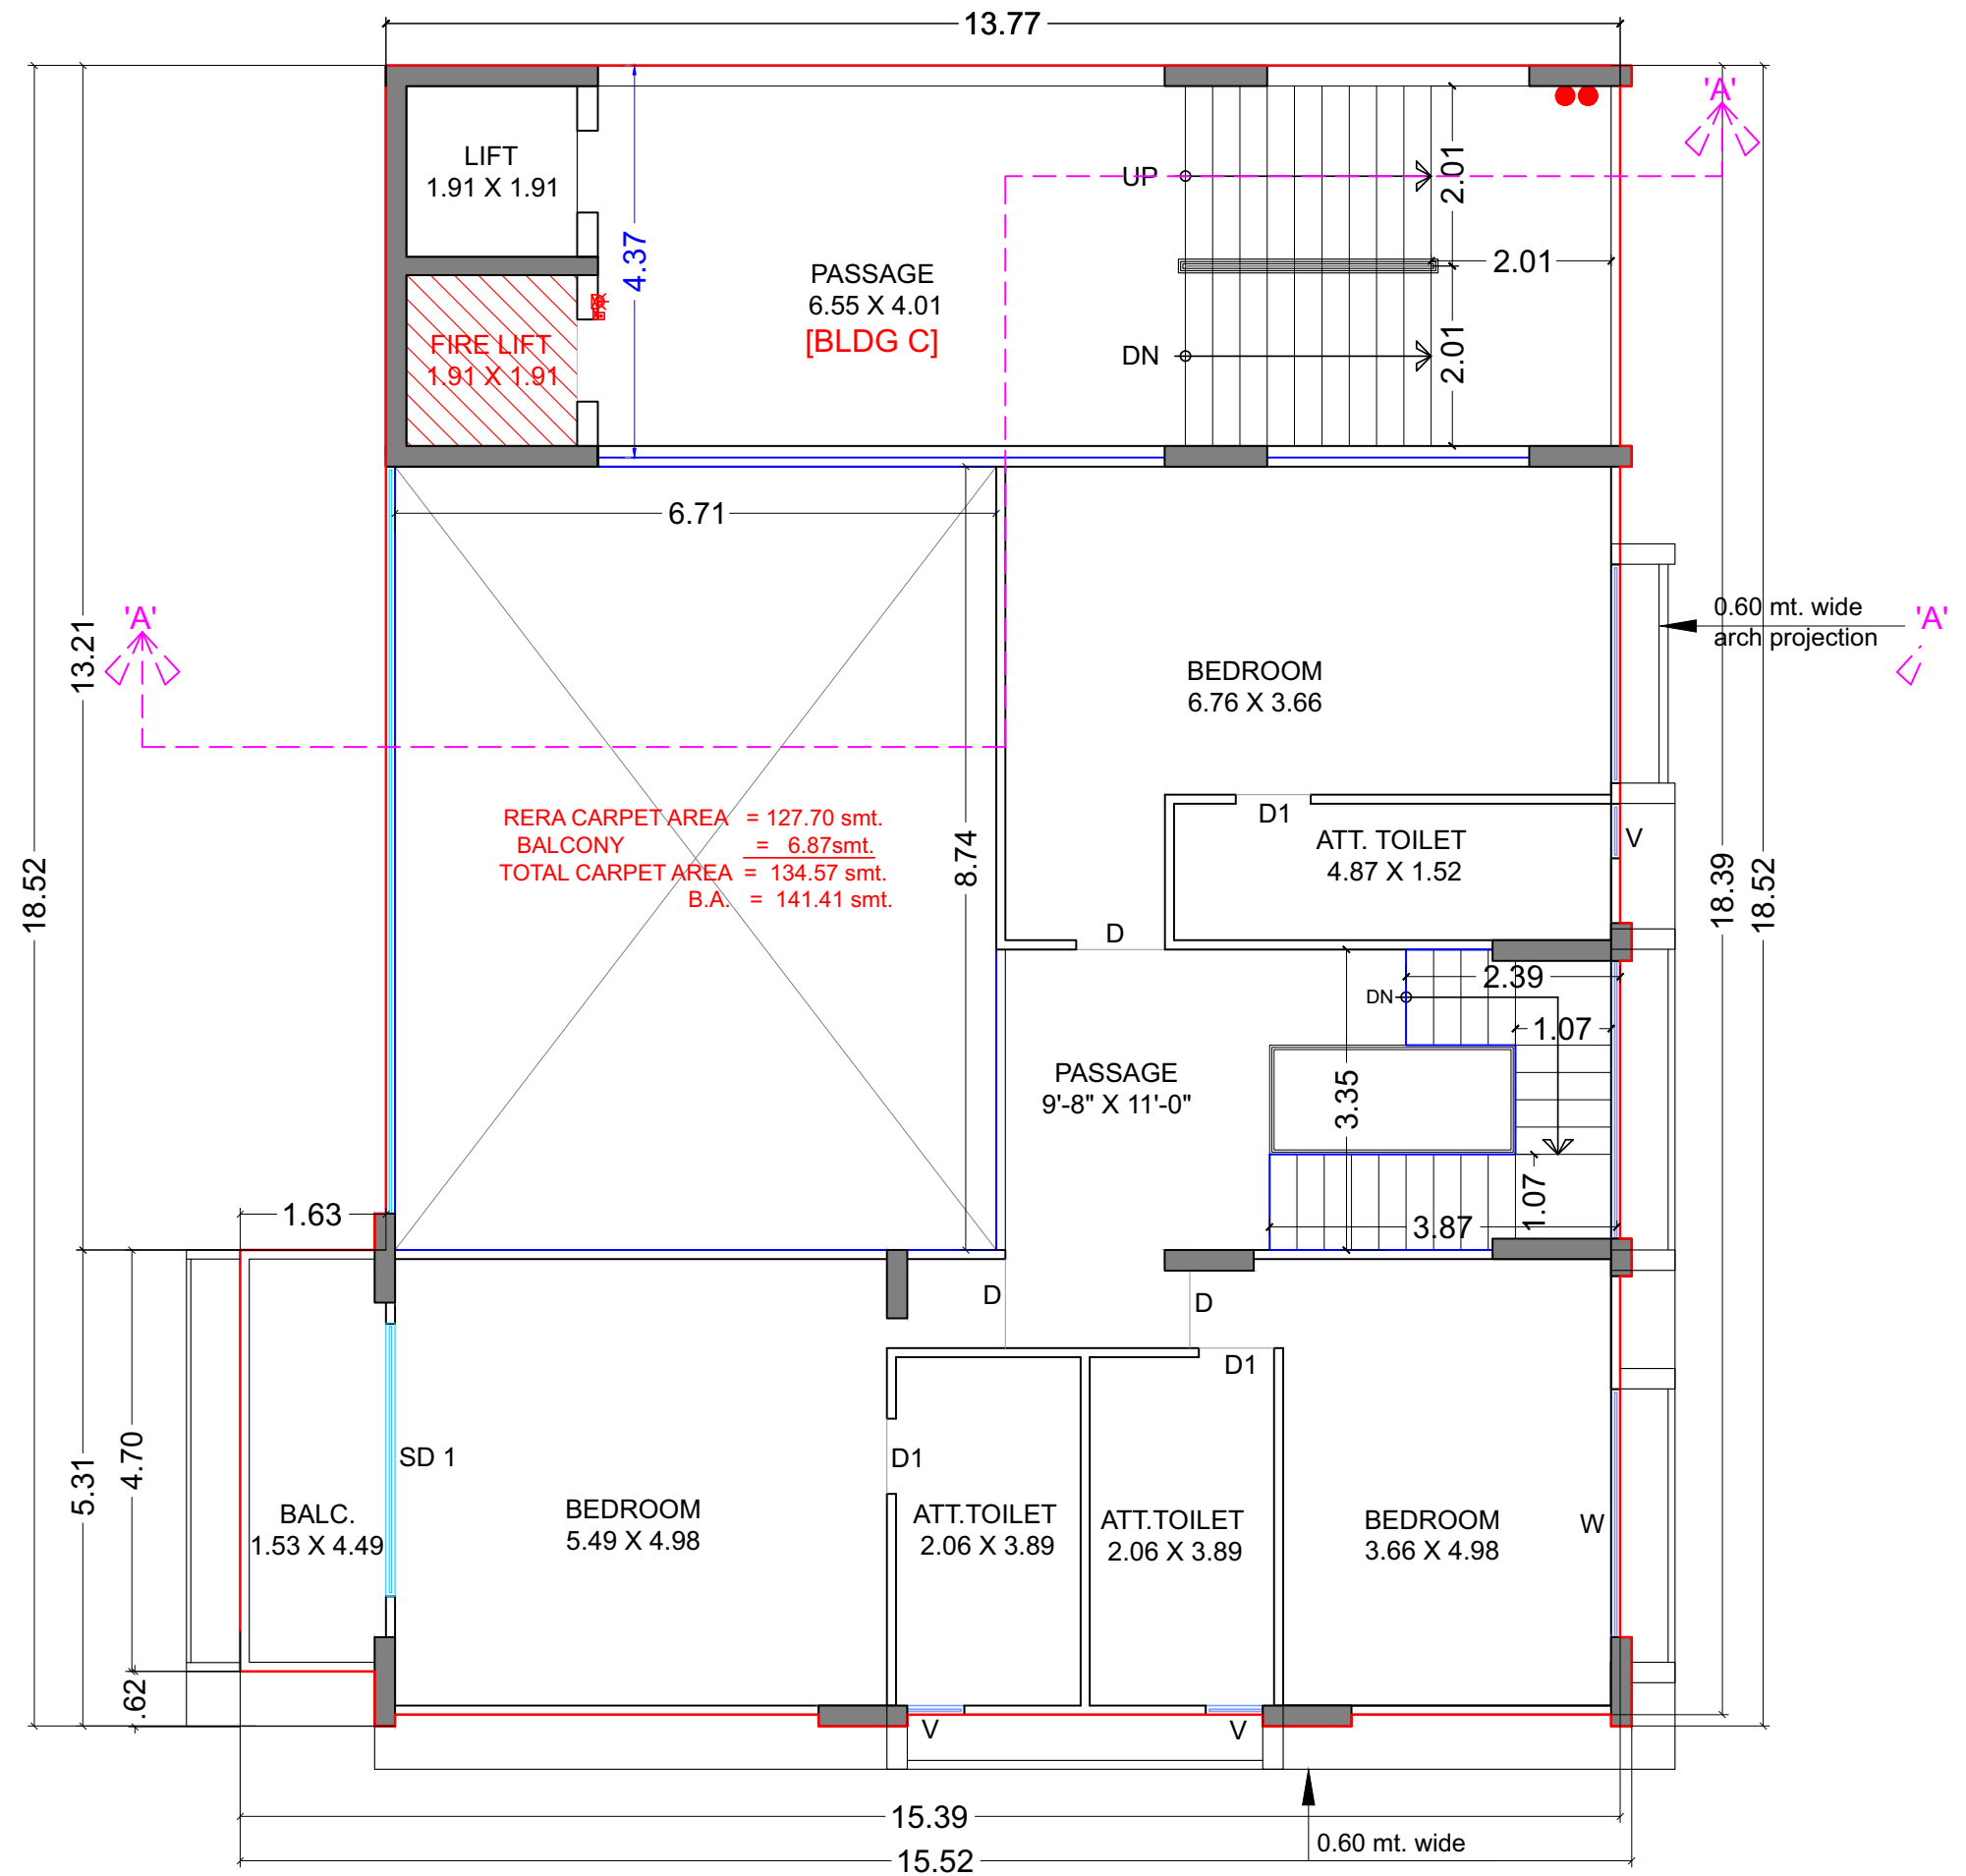 13.77
'A'
LIFT
1.91 X 1.91
UP
2.01
4.37
PASSAGE
6.55 X 4.01
[BLDG C]
2.01
FIRE LIFT
1.91 X 1.91
DN
2.01
6.71
'A'
0.60 mt. wide
arch projection
'A'
13.21
BEDROOM
6.76 X 3.66
RERA CARPET AREA = 127.70 smt.
BALCONY = 6.87smt.
TOTAL CARPET AREA = 134.57 smt.
B.A. = 141.41 smt.
8.74
D1
ATT. TOILET
4.87 X 1.52
V
18.52
18.39
18.52
D
2.39
DN
1.07
PASSAGE
9'-8" X 11'-0"
3.35
1.07
1.63
3.87
D
D
D1
4.70
5.31
SD 1
D1
BALC.
1.53 X 4.49
BEDROOM
5.49 X 4.98
ATT.TOILET
2.06 X 3.89
ATT.TOILET
2.06 X 3.89
BEDROOM
3.66 X 4.98
W
.62
V
V
15.39
0.60 mt. wide
15.52